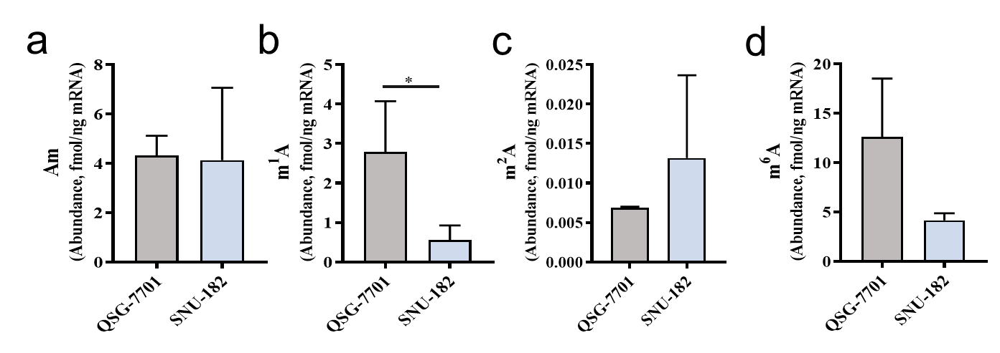 a
Am
(Abundance, fmol/ng mRNA)
8
6
4
2
0
QSG-7701
SNU-182
b
m¹A
(Abundance, fmol/ng mRNA)
5
4
3
2
1
0
*
QSG-7701
SNU-182
c
m²A
(Abundance, fmol/ng mRNA)
0.025
0.020
0.015
0.010
0.005
0.000
QSG-7701
SNU-182
d
m⁶A
(Abundance, fmol/ng mRNA)
20
15
10
5
0
QSG-7701
SNU-182